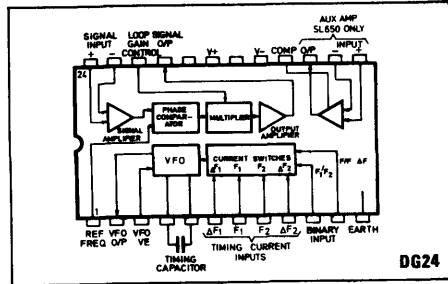 AUX AMP
SL650 ONLY
SIGNAL INPUT
+ -
LOOP GAIN CONTROL
SIGNAL O/P
V+
V-
COMP
O/P
INPUT
- +
24
SIGNAL AMPLIFIER
PHASE COMPAR-
ATOR
MULTIPLIER
OUTPUT AMPLIFIER
VFO
CURRENT SWITCHES
ΔF1 F1 F2 ΔF2
F1/F2
F/F ΔF
1
REF FREQ
VFO O/P
VFO VE
TIMING CAPACITOR
ΔF1 F1 F2 ΔF2
TIMING CURRENT
INPUTS
BINARY INPUT
EARTH
DG24